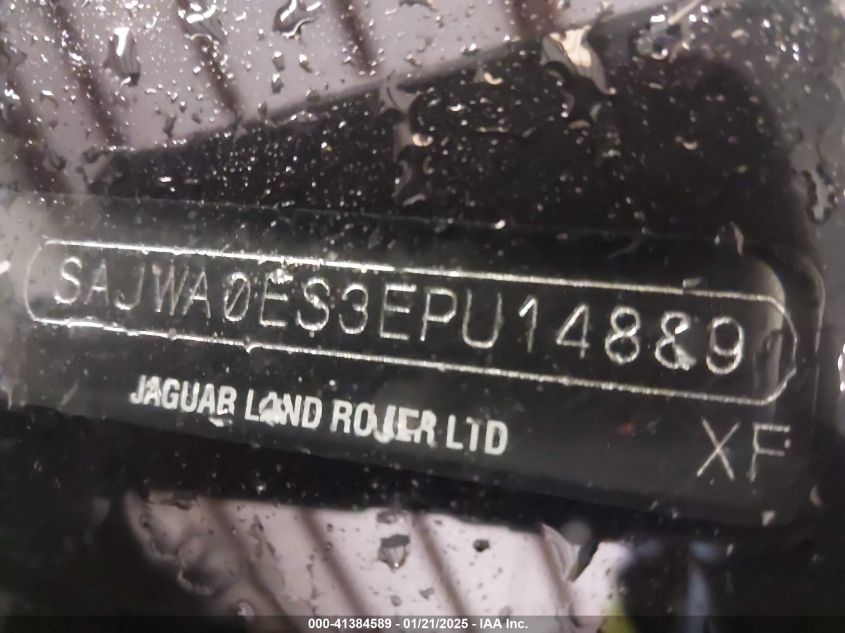 SAJWA0ES3EPU14889
JAGUAR LAND ROVER LTD
XF
000-41384589 - 01/21/2025 - IAA Inc.